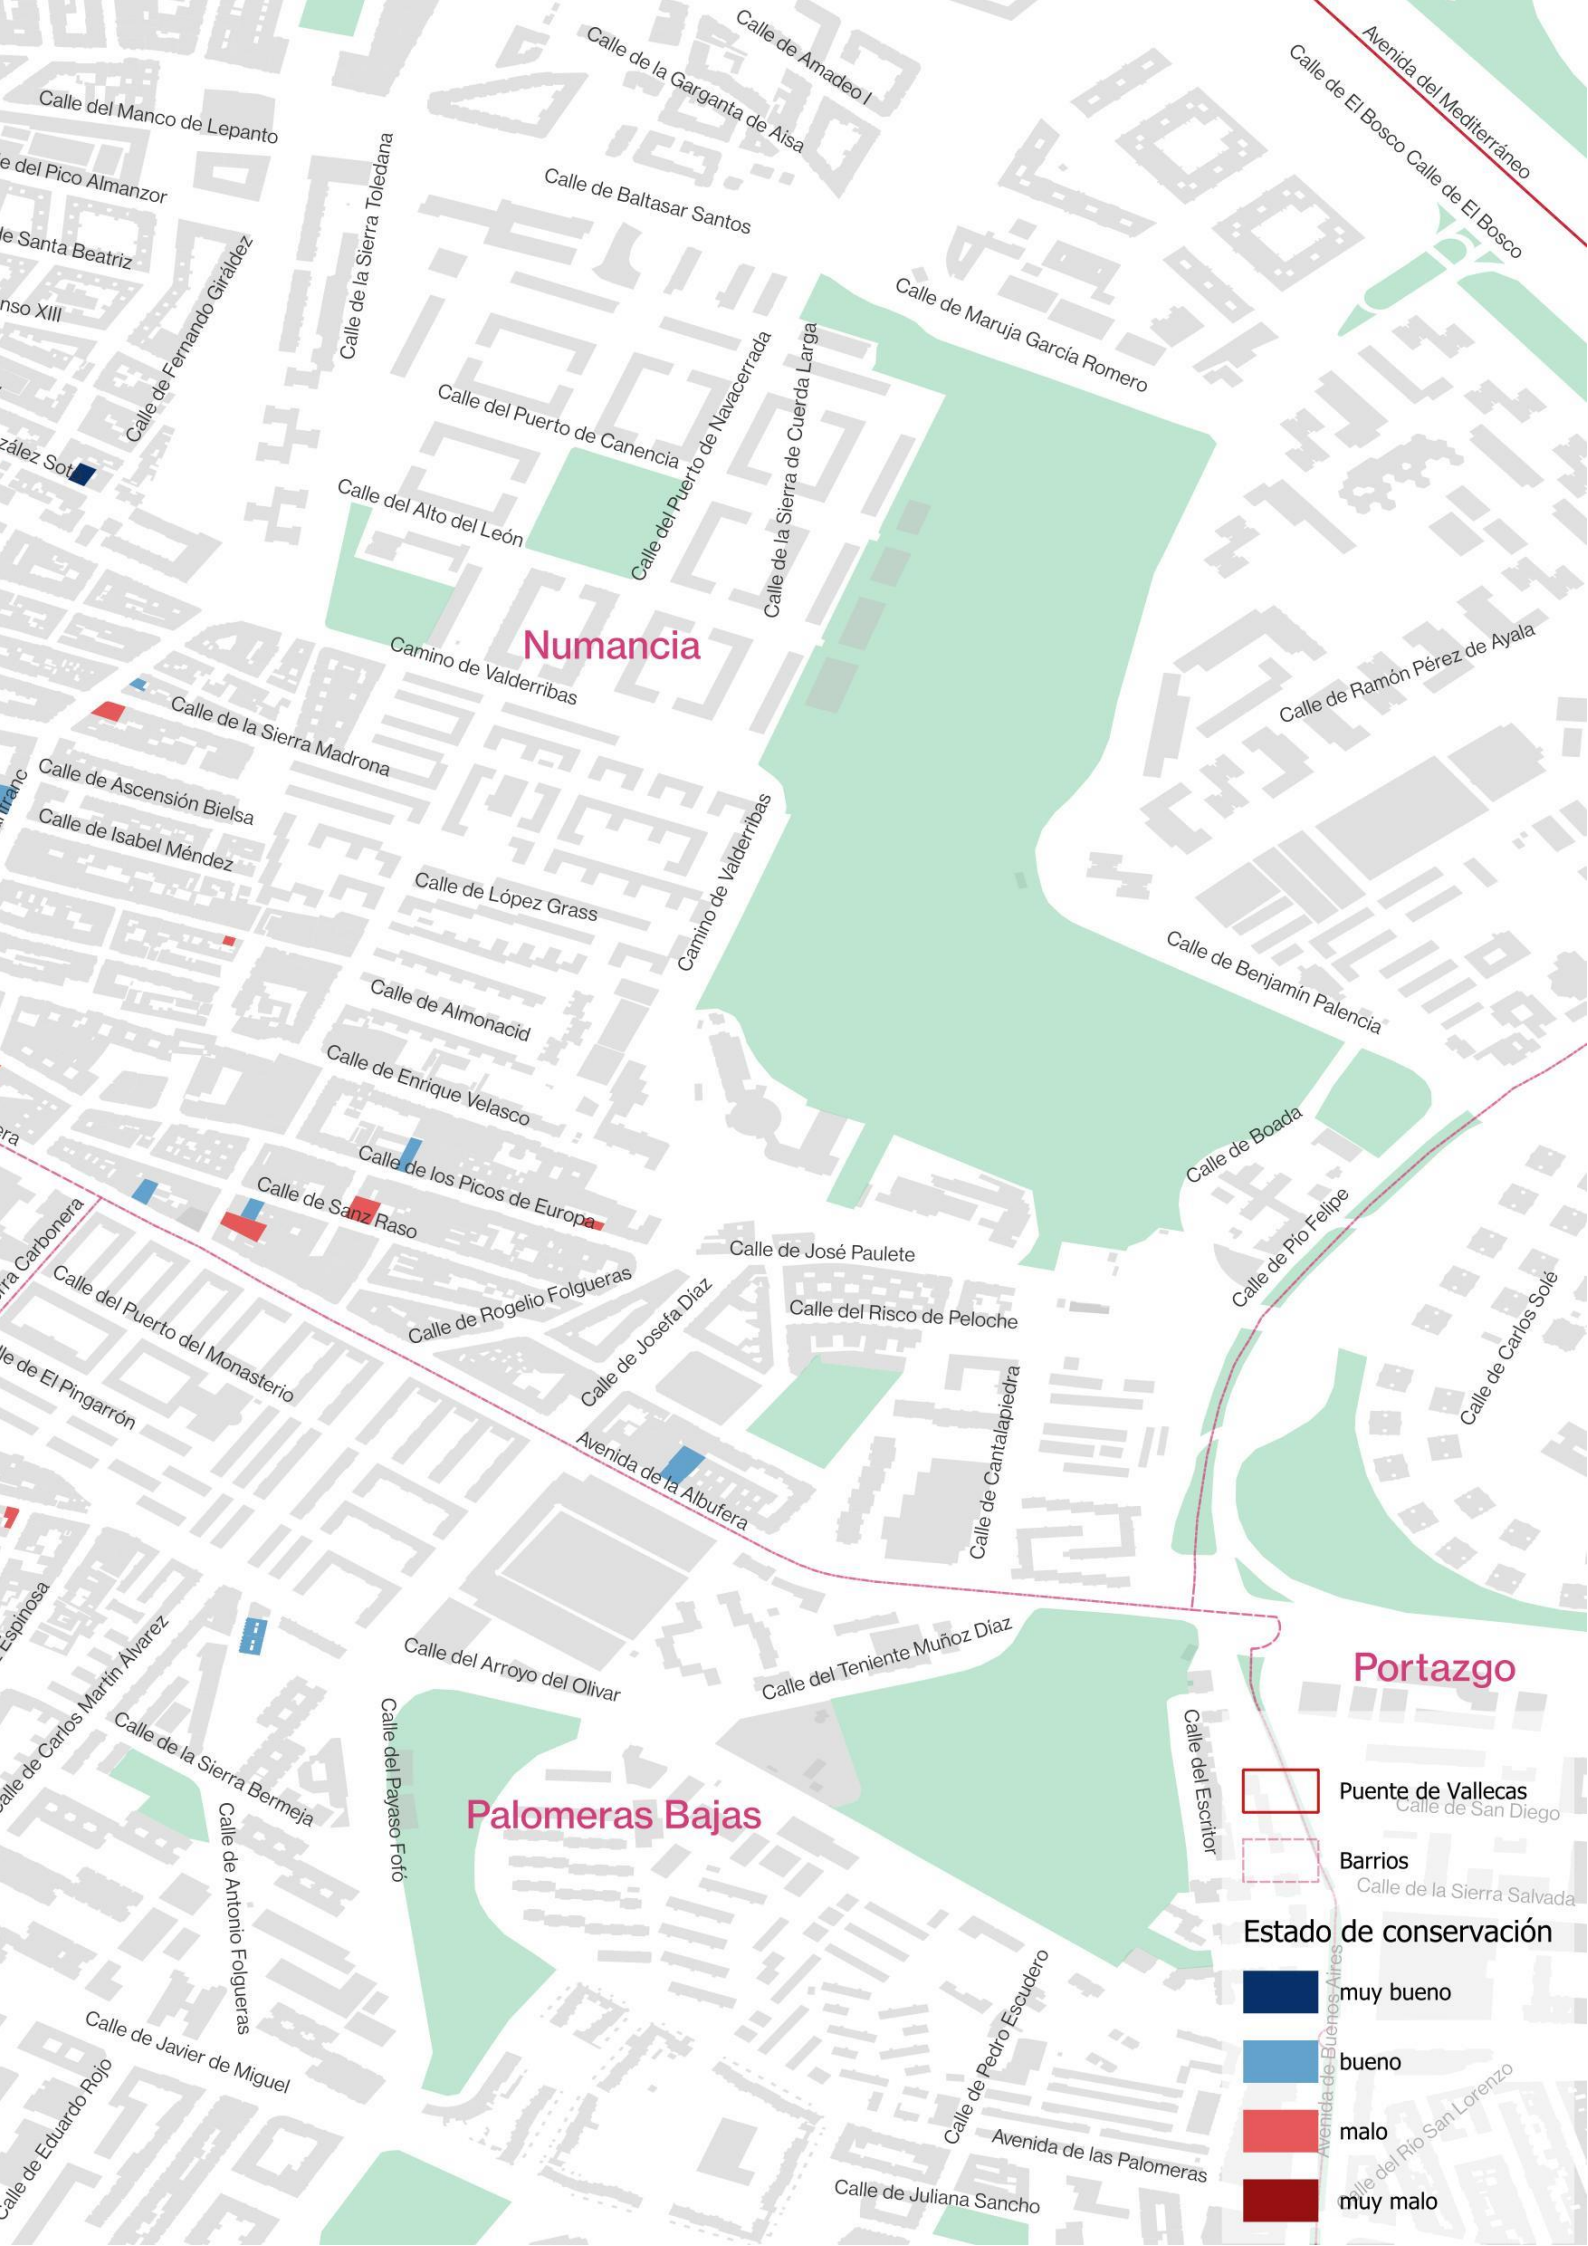 Calle de Amadeo I
Calle de la Garganta de Aisa
Avenida del Mediterráneo
Calle de El Bosco Calle de El Bosco
Calle del Manco de Lepanto
e del Pico Almanzor
Calle de la Sierra Toledana
Calle de Baltasar Santos
de Santa Beatriz
Calle de Fernando Giráldez
nso XIII
Calle de Maruja García Romero
Calle del Puerto de Canencia
Calle del Puerto de Navacerrada
Calle de la Sierra de Cuerda Larga
zález Sot
Calle del Alto del León
Numancia
Camino de Valderribas
Calle de Ramón Pérez de Ayala
Calle de la Sierra Madrona
Calle de Ascensión Bielsa
anfranc
Calle de Isabel Méndez
Camino de Valderribas
Calle de López Grass
Calle de Benjamín Palencia
Calle de Almonacid
Calle de Enrique Velasco
Calle de Boada
era
Calle de los Picos de Europa
Calle de Sanz Raso
Calle de Pío Felipe
rra Carbonera
Calle de José Paulete
Calle del Puerto del Monasterio
Calle de Rogelio Folgueras
Calle de Josefa Díaz
Calle del Risco de Peloche
Calle de Carlos Solé
lle de El Pingarrón
Calle de Cantalapiedra
Avenida de la Albufera
Espinosa
Calle de Carlos Martín Álvarez
Calle del Arroyo del Olivar
Calle del Teniente Muñoz Díaz
Portazgo
Calle de la Sierra Bermeja
Calle del Payaso Fofó
Calle del Escritor
Palomeras Bajas
Puente de Vallecas
Calle de San Diego
Calle de Antonio Folgueras
Barrios
Calle de la Sierra Salvada
Estado de conservación
Avenida de Buenos Aires
muy bueno
Calle de Pedro Escudero
Calle de Javier de Miguel
bueno
Calle de Eduardo Rojo
malo
Calle del Río San Lorenzo
Avenida de las Palomeras
Calle de Juliana Sancho
muy malo